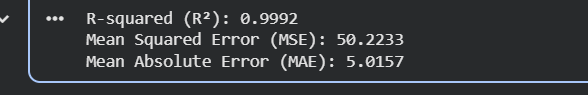 R-squared (R²): 0.9992
Mean Squared Error (MSE): 50.2233
Mean Absolute Error (MAE): 5.0157